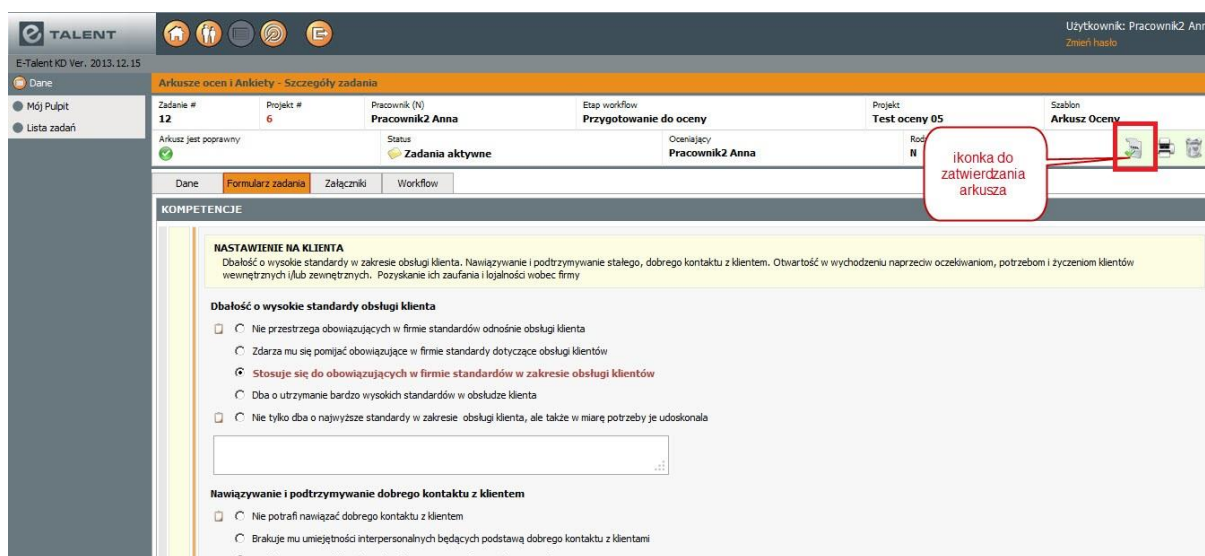 e TALENT
Użytkownik: Pracownik2 Ann
Zmień hasło
E-Talent KD Ver. 2013.12.15
Dane
Mój Pulpit
Lista zadań
Arkusze ocen i Ankiety - Szczegóły zadania
Zadanie # Projekt # Pracownik (N) Etap workflow Projekt Szablon
12 6 Pracownik2 Anna Przygotowanie do oceny Test oceny 05 Arkusz Oceny
Arkusz jest poprawny Status Oceniający
Zadania aktywne Pracownik2 Anna N
ikonka do
zatwierdzania
arkusza
Dane Formularz zadania Załączniki Workflow
KOMPETENCJE
NASTAWIENIE NA KLIENTA
Dbałość o wysokie standardy w zakresie obsługi klienta. Nawiązywanie i podtrzymywanie stałego, dobrego kontaktu z klientem. Otwartość w wychodzeniu naprzeciw oczekiwaniom, potrzebom i życzeniom klientów
wewnętrznych i/lub zewnętrznych. Pozyskanie ich zaufania i lojalności wobec firmy
Dbałość o wysokie standardy obsługi klienta
Nie przestrzega obowiązujących w firmie standardów odnośnie obsługi klienta
Zdarza mu się pomijać obowiązujące w firmie standardy dotyczące obsługi klientów
Stosuje się do obowiązujących w firmie standardów w zakresie obsługi klientów
Dba o utrzymanie bardzo wysokich standardów w obsłudze klienta
Nie tylko dba o najwyższe standardy w zakresie obsługi klienta, ale także w miarę potrzeby je udoskonala
Nawiązywanie i podtrzymywanie dobrego kontaktu z klientem
Nie potrafi nawiązać dobrego kontaktu z klientem
Brakuje mu umiejętności interpersonalnych będących podstawą dobrego kontaktu z klientami